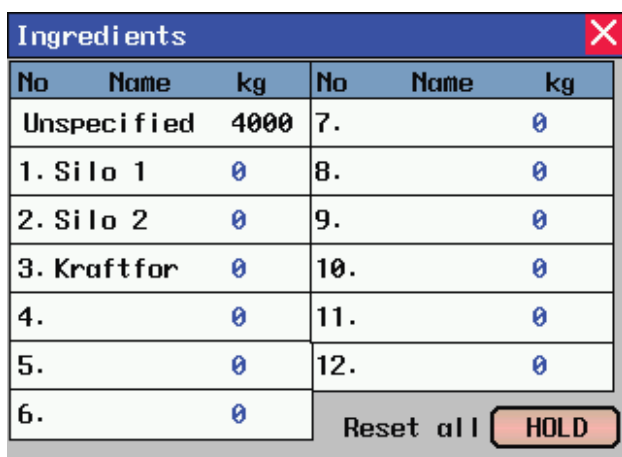 Ingredients
No Name kg No Name kg
Unspecified 4000 7. 0
1. Silo 1 0 8. 0
2. Silo 2 0 9. 0
3. Kraftfor 0 10. 0
4. 0 11. 0
5. 0 12. 0
6. 0 Reset all HOLD